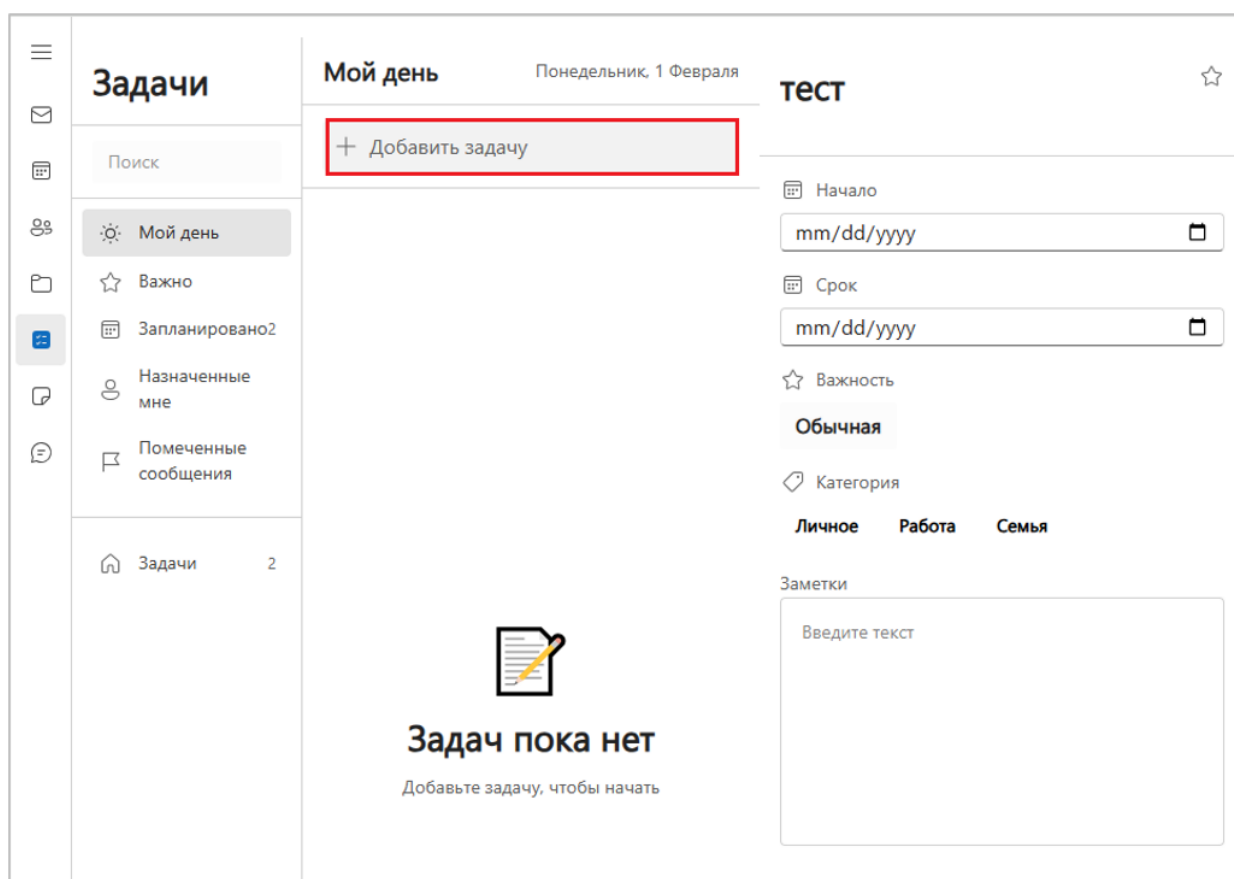 Задачи
Поиск
Мой день
Важно
Запланировано2
Назначенные
мне
Помеченные
сообщения
Задачи 2
Мой день Понедельник, 1 Февраля
Добавить задачу
Задач пока нет
Добавьте задачу, чтобы начать
тест
Начало
mm/dd/yyyy
Срок
mm/dd/yyyy
Важность
Обычная
Категория
Личное Работа Семья
Заметки
Введите текст